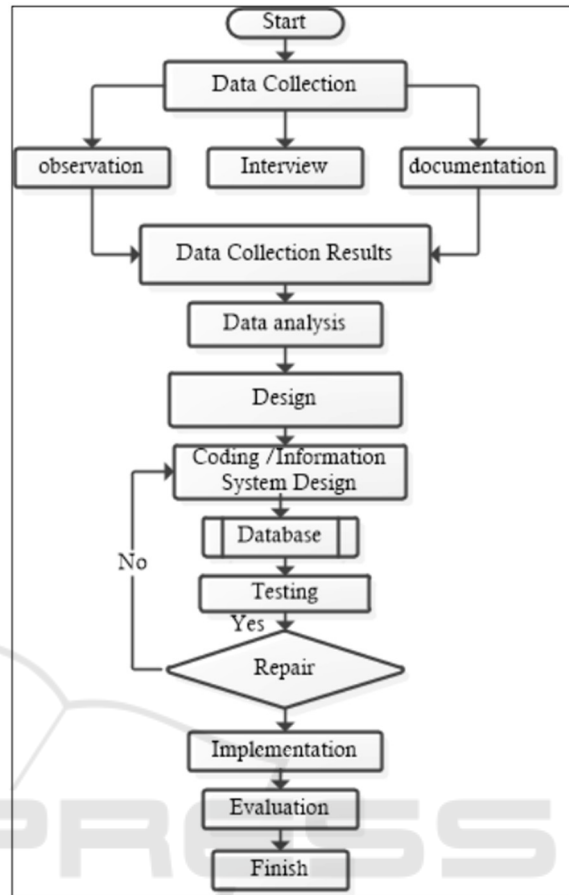 Start
Data Collection
observation
Interview
documentation
Data Collection Results
Data analysis
Design
Coding /Information
System Design
Database
No
Testing
Yes
Repair
Implementation
Evaluation
Finish
PRESS